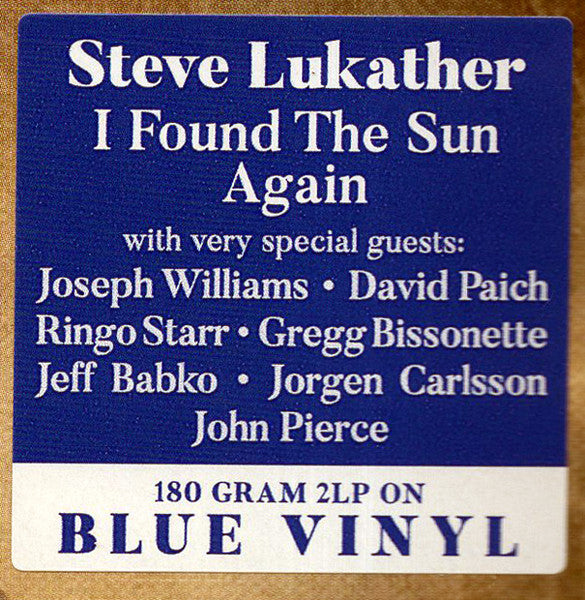 Steve Lukather
I Found The Sun
Again
with very special guests:
Joseph Williams • David Paich
Ringo Starr • Gregg Bissonette
Jeff Babko • Jorgen Carlsson
John Pierce
180 GRAM 2LP ON
BLUE VINYL